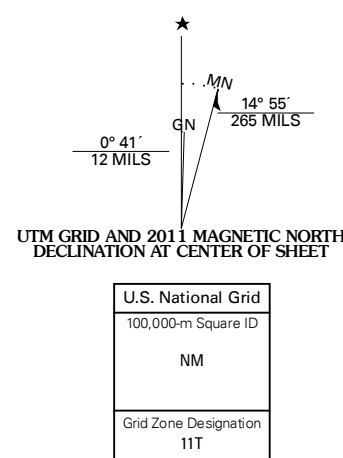 MN
14° 55´
265 MILS
GN
0° 41´
12 MILS
UTM GRID AND 2011 MAGNETIC NORTH
DECLINATION AT CENTER OF SHEET
U.S. National Grid
100,000-m Square ID
NM
Grid Zone Designation
11T